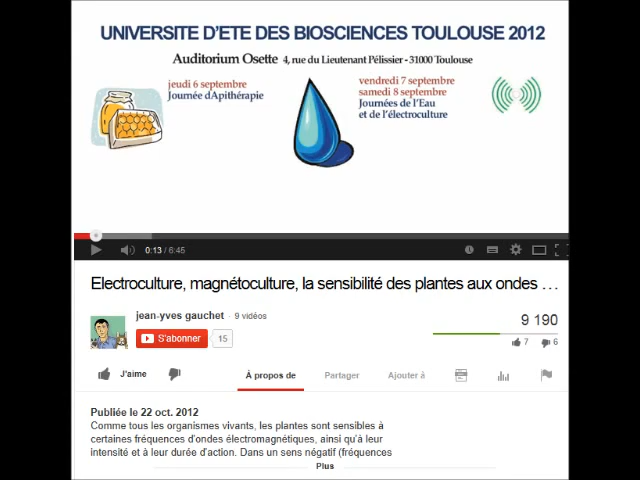 UNIVERSITE D'ETE DES BIOSCIENCES TOULOUSE 2012
Auditorium Osette 4, rue du Lieutenant Pélissier - 31000 Toulouse
jeudi 6 septembre
Journée dApithérapie
vendredi 7 septembre
samedi 8 septembre
Journées de l'Eau
et de l'électroculture
0:13 / 6:45
Electroculture, magnétoculture, la sensibilité des plantes aux ondes …
jean-yves gauchet · 9 vidéos
S'abonner 15
9 190
7 6
J'aime
À propos de Partager Ajouter à
Publiée le 22 oct. 2012
Comme tous les organismes vivants, les plantes sont sensibles à
certaines fréquences d'ondes électromagnétiques, ainsi qu'à leur
intensité et à leur durée d'action. Dans un sens négatif (fréquences
Plus